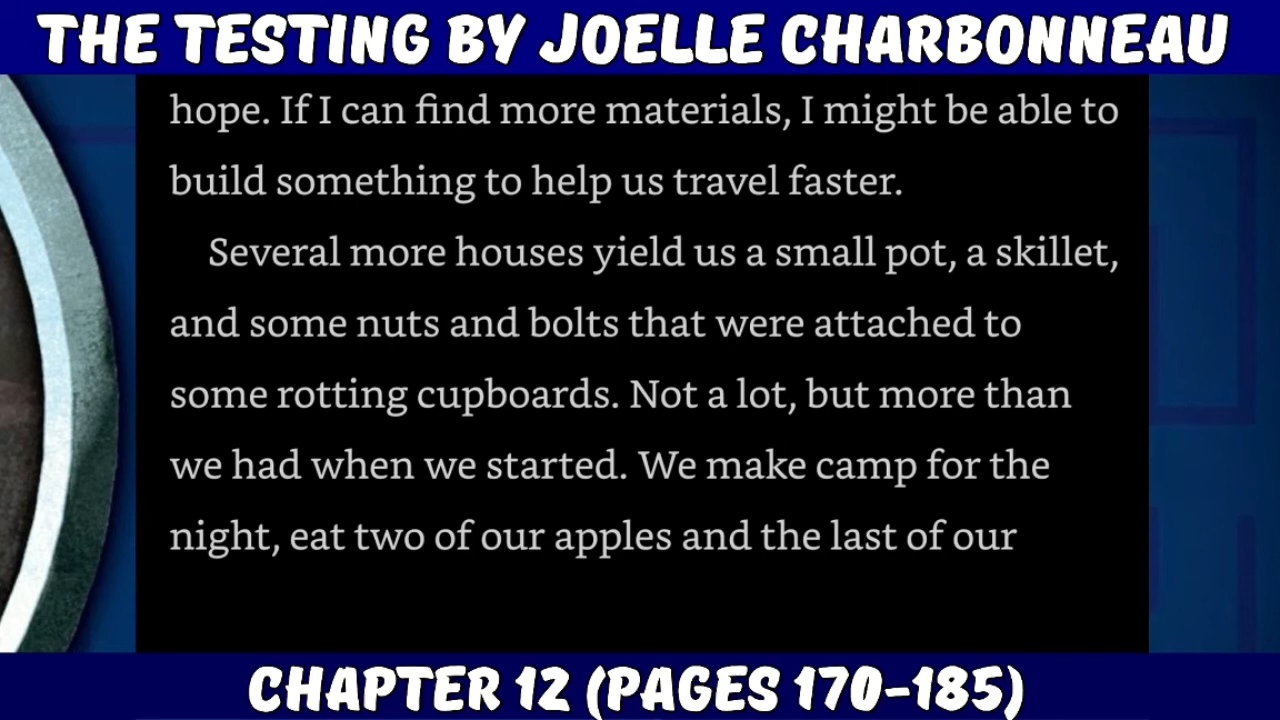 THE TESTING BY JOELLE CHARBONNEAU
hope. If I can find more materials, I might be able to
build something to help us travel faster.
Several more houses yield us a small pot, a skillet,
and some nuts and bolts that were attached to
some rotting cupboards. Not a lot, but more than
we had when we started. We make camp for the
night, eat two of our apples and the last of our
CHAPTER 12 (PAGES 170-185)